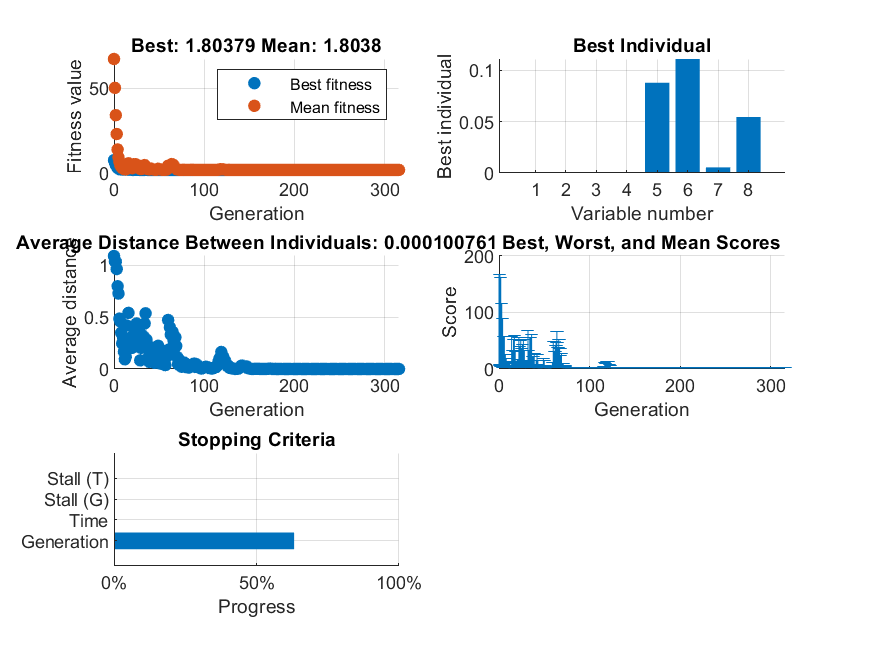 Best: 1.80379 Mean: 1.8038
Fitness value
50
0
Best fitness
Mean fitness
0 100 200 300
Generation
Best Individual
Best individual
0.1
0.05
0
1 2 3 4 5 6 7 8
Variable number
Average Distance Between Individuals: 0.000100761
Average distance
1
0.5
0
0 100 200 300
Generation
Best, Worst, and Mean Scores
Score
200
100
0
0 100 200 300
Generation
Stopping Criteria
Stall (T)
Stall (G)
Time
Generation
0% 50% 100%
Progress